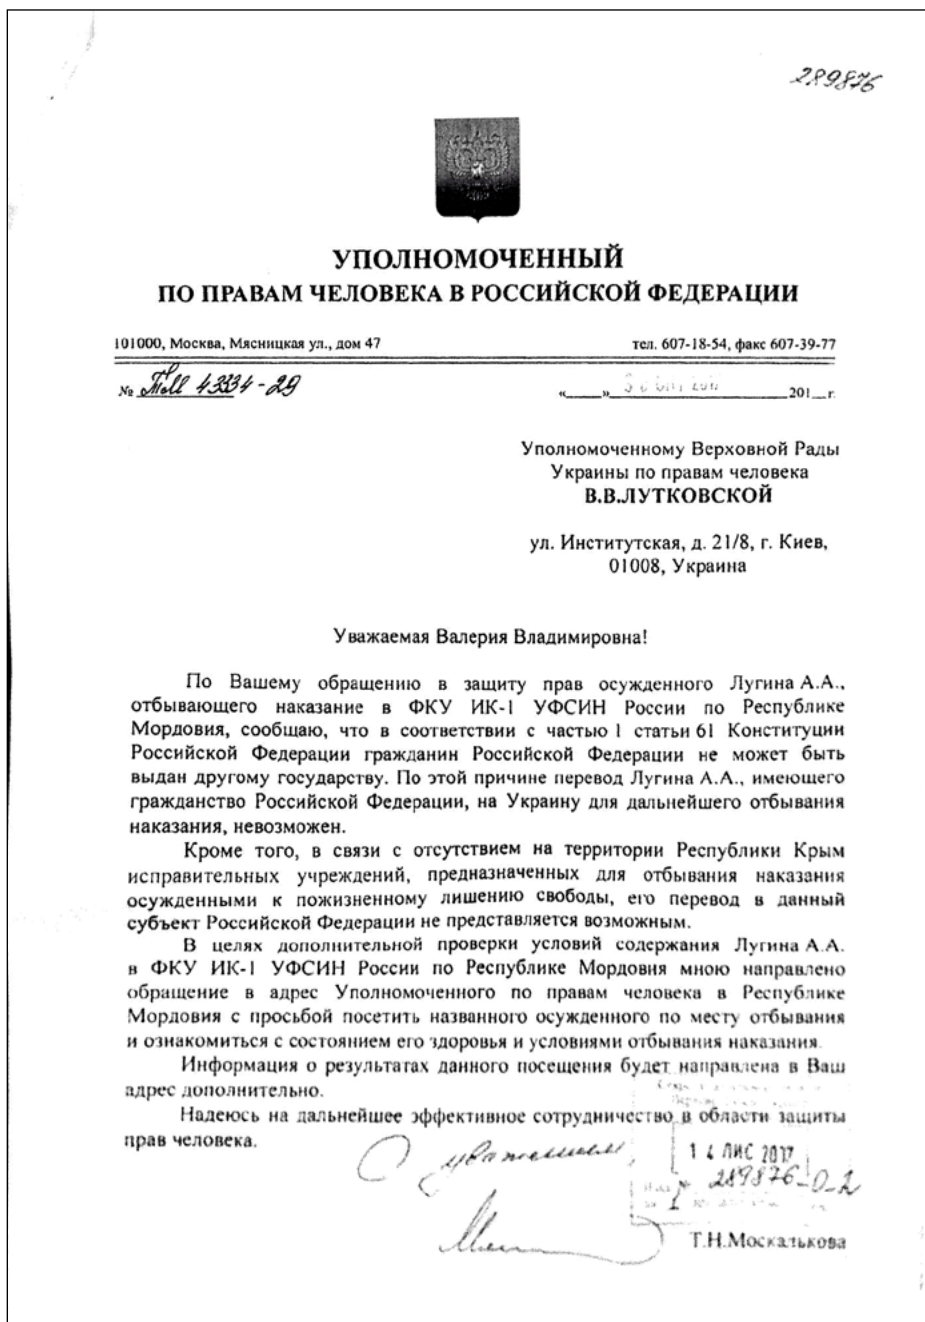 289876
УПОЛНОМОЧЕННЫЙ
ПО ПРАВАМ ЧЕЛОВЕКА В РОССИЙСКОЙ ФЕДЕРАЦИИ
101000, Москва, Мясницкая ул., дом 47 тел. 607-18-54, факс 607-39-77
№ ТМ 43334-29 «____»____201__г.
Уполномоченному Верховной Рады
Украины по правам человека
В.В.ЛУТКОВСКОЙ
ул. Институтская, д. 21/8, г. Киев,
01008, Украина
Уважаемая Валерия Владимировна!
По Вашему обращению в защиту прав осужденного Лугина А.А.,
отбывающего наказание в ФКУ ИК-1 УФСИН России по Республике
Мордовия, сообщаю, что в соответствии с частью 1 статьи 61 Конституции
Российской Федерации гражданин Российской Федерации не может быть
выдан другому государству. По этой причине перевод Лугина А.А., имеющего
гражданство Российской Федерации, на Украину для дальнейшего отбывания
наказания, невозможен.
Кроме того, в связи с отсутствием на территории Республики Крым
исправительных учреждений, предназначенных для отбывания наказания
осужденными к пожизненному лишению свободы, его перевод в данный
субъект Российской Федерации не представляется возможным.
В целях дополнительной проверки условий содержания Лугина А.А.
в ФКУ ИК-1 УФСИН России по Республике Мордовия мною направлено
обращение в адрес Уполномоченного по правам человека в Республике
Мордовия с просьбой посетить названного осужденного по месту отбывания
и ознакомиться с состоянием его здоровья и условиями отбывания наказания.
Информация о результатах данного посещения будет направлена в Ваш
адрес дополнительно.
Надеюсь на дальнейшее эффективное сотрудничество в области защиты
прав человека.
С уважением,
14 ЛИС 2017
289876-0-2
Т.Н.Москалькова